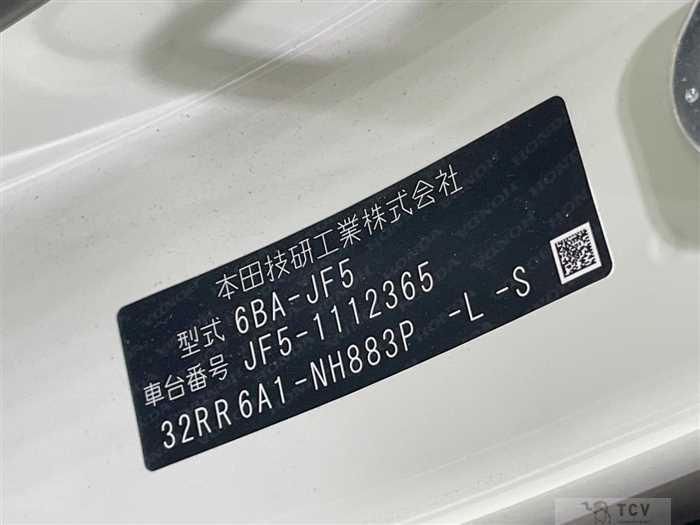 本田技研工業株式会社
型式 6BA-JF5
車台番号 JF5-1112365
32RR6A1-NH883P -L -S
TCV